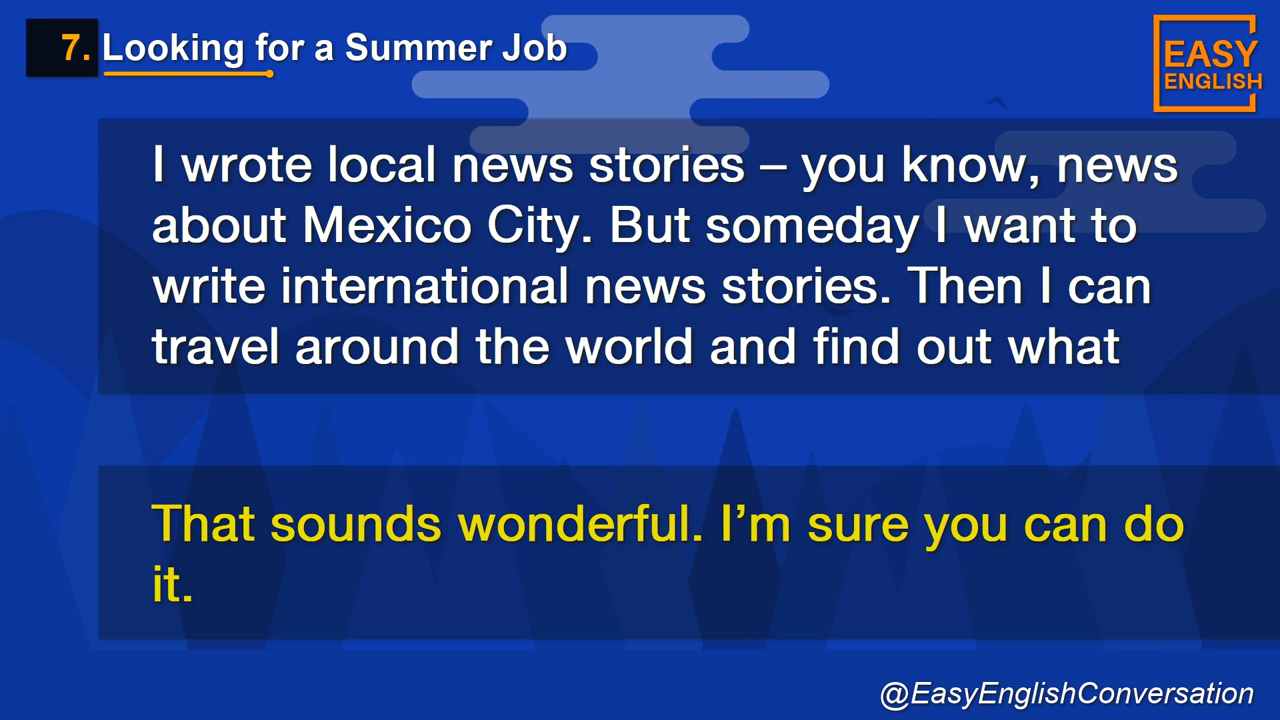 7. Looking for a Summer Job
EASY
ENGLISH
I wrote local news stories – you know, news
about Mexico City. But someday I want to
write international news stories. Then I can
travel around the world and find out what
That sounds wonderful. I’m sure you can do
it.
@EasyEnglishConversation